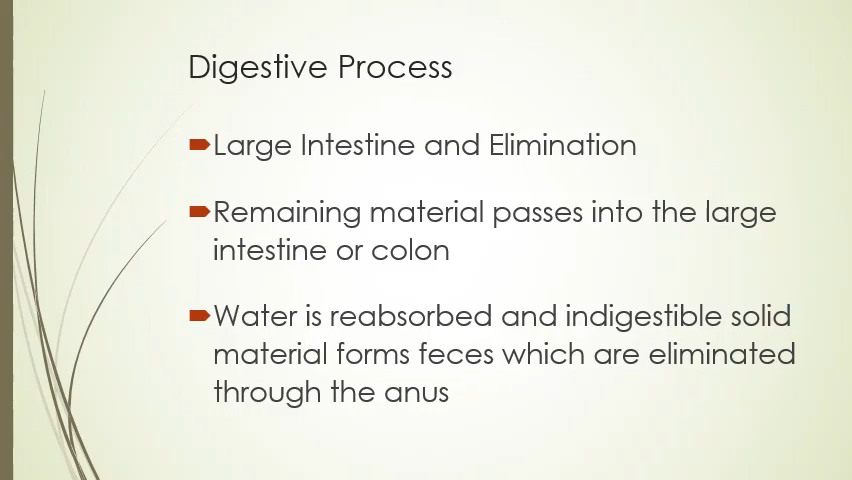 Digestive Process
Large Intestine and Elimination
Remaining material passes into the large
intestine or colon
Water is reabsorbed and indigestible solid
material forms feces which are eliminated
through the anus